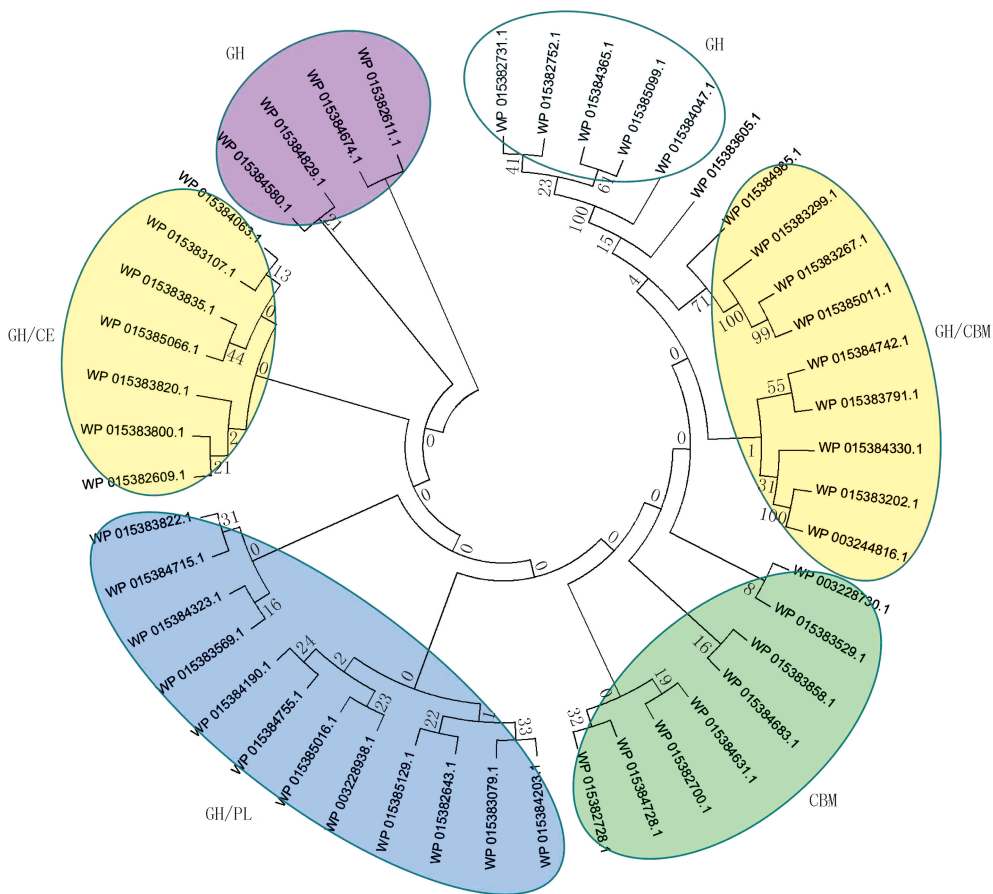 GH
WP 015382611.1
WP 015384674.1
WP 015384829.1
WP 015384580.1
21
GH
WP 015382731.1
WP 015382752.1
WP 015384365.1
WP 015385099.1
WP 015384047.1
WP 015383605.1
41
23
67
100
15
4
GH/CBM
WP 015384985.1
WP 015383299.1
WP 015383267.1
WP 015385011.1
WP 015384742.1
WP 015383791.1
WP 015384330.1
WP 015383202.1
WP 003244816.1
71
100
99
55
1
31
100
CBM
WP 003228730.1
WP 015383529.1
WP 015383858.1
WP 015384683.1
WP 015384631.1
WP 015382700.1
WP 015384728.1
WP 015382728.1
8
16
19
0
32
GH/PL
WP 015384203.1
WP 015383079.1
WP 015382643.1
WP 015385129.1
WP 003228938.1
WP 015385016.1
WP 015384755.1
WP 015384190.1
WP 015383569.1
WP 015384323.1
WP 015384715.1
WP 015383822.1
33
1
22
23
2
24
0
16
0
31
GH/CE
WP 015382609.1
WP 015383800.1
WP 015383820.1
WP 015385066.1
WP 015383835.1
WP 015383107.1
WP 015384063.1
21
2
44
0
0
13
0
0
0
0
0
0
0
0
0